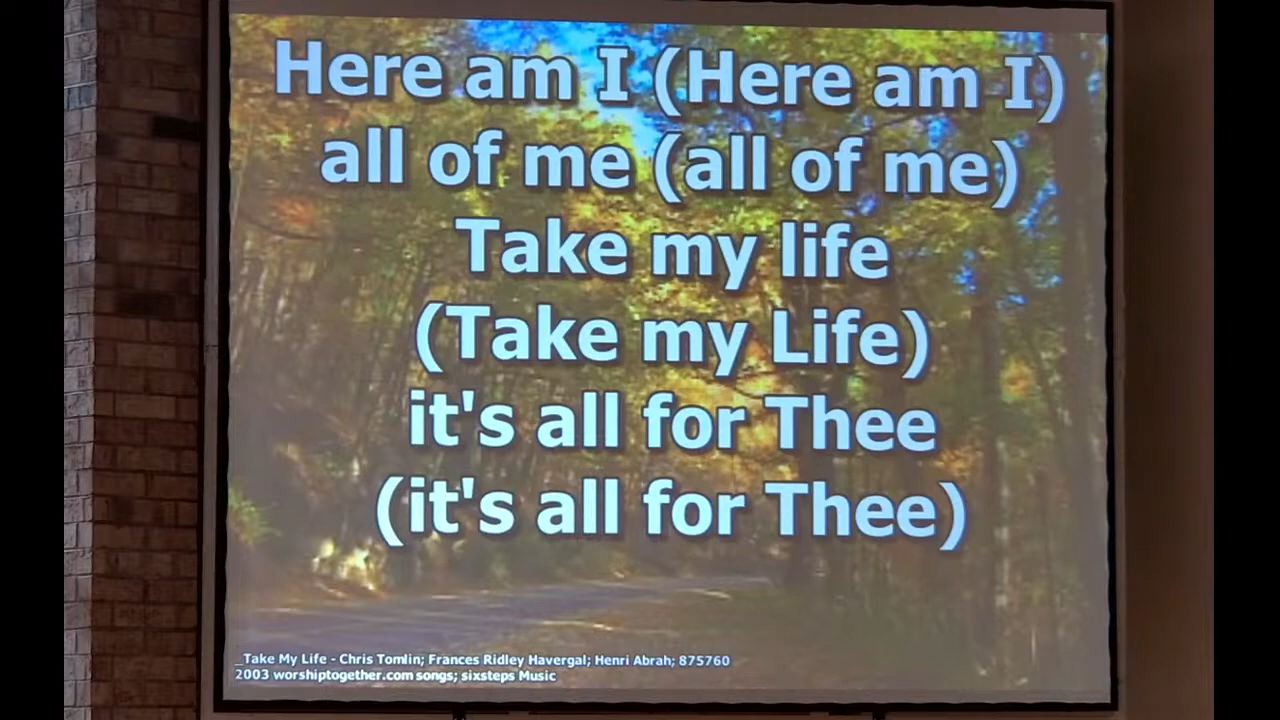 Here am I (Here am I)
all of me (all of me)
Take my life
(Take my Life)
it's all for Thee
(it's all for Thee)
_Take My Life - Chris Tomlin; Frances Ridley Havergal; Henri Abrah; 875760
2003 worshiptogether.com songs; sixsteps Music